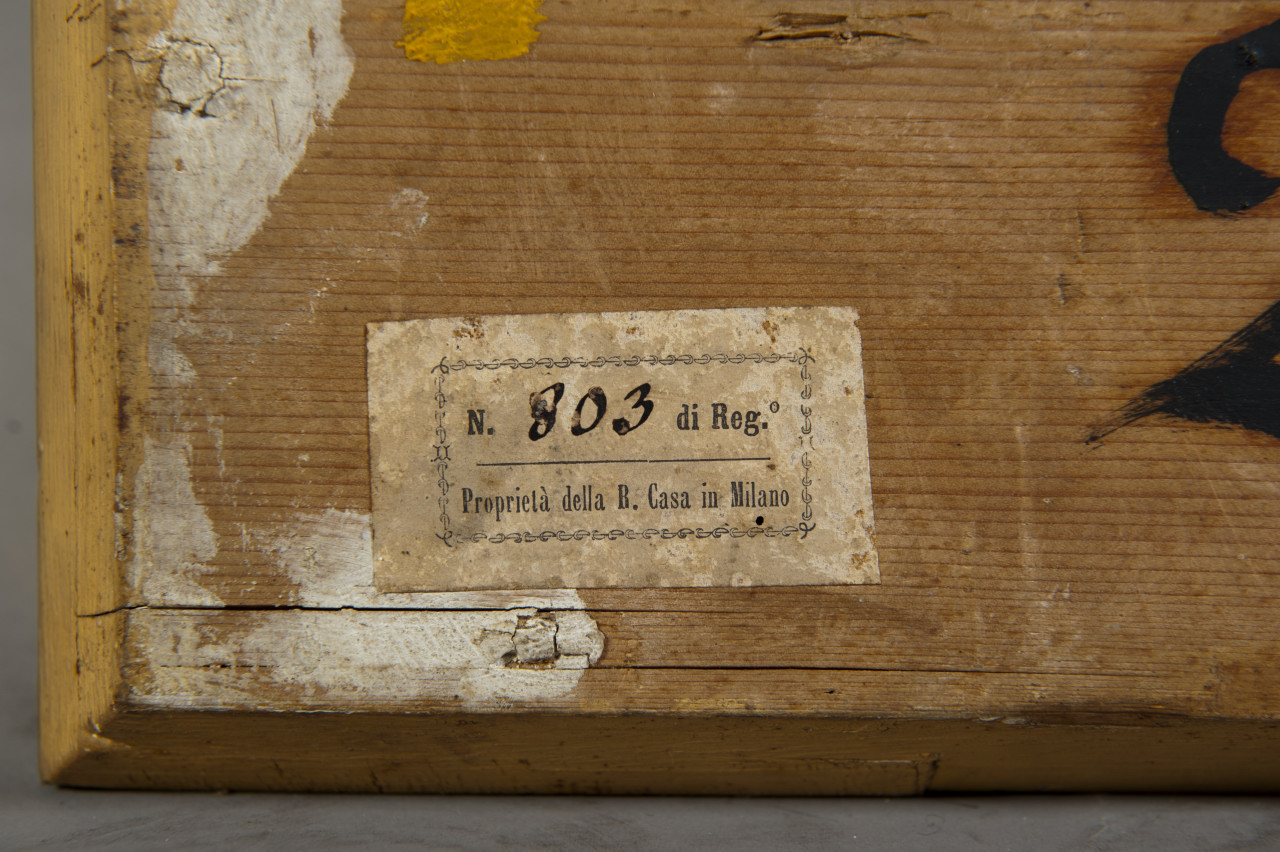 N. 803 di Reg.º
Proprietà della R. Casa in Milano